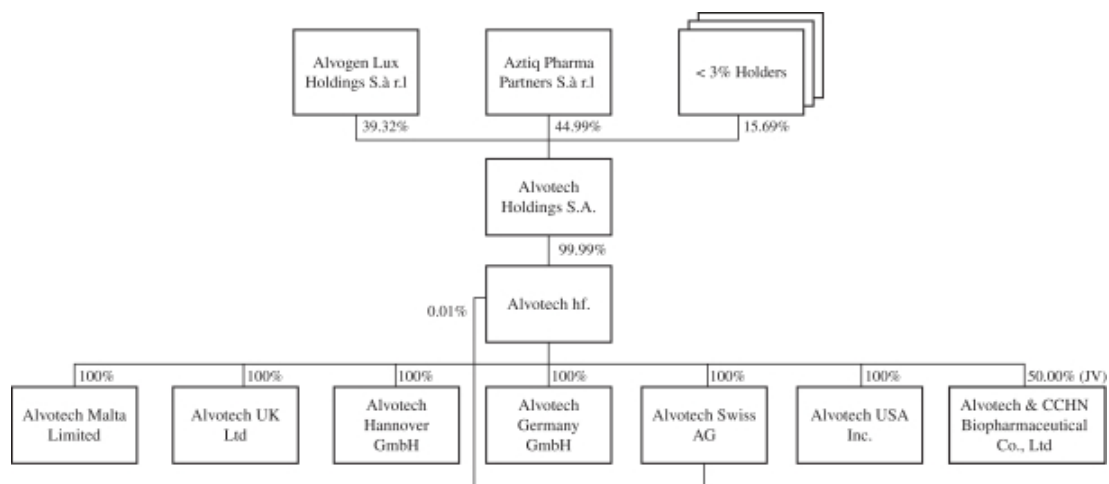 Alvogen Lux
Holdings S.à r.l
Aztiq Pharma
Partners S.à r.l
< 3% Holders
39.32%
44.99%
15.69%
Alvotech
Holdings S.A.
99.99%
Alvotech hf.
0.01%
100%
100%
100%
100%
100%
100%
50.00% (JV)
Alvotech Malta
Limited
Alvotech UK
Ltd
Alvotech
Hannover
GmbH
Alvotech
Germany
GmbH
Alvotech Swiss
AG
Alvotech USA
Inc.
Alvotech & CCHN
Biopharmaceutical
Co., Ltd